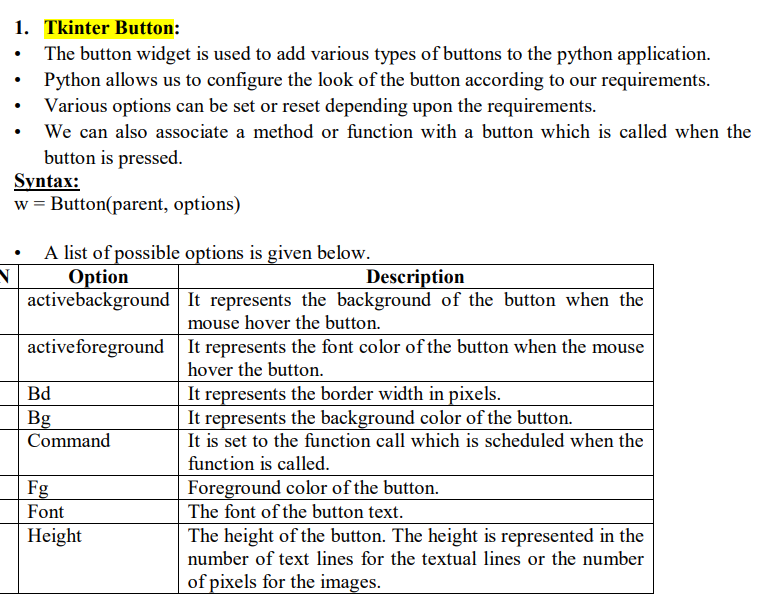 1. Tkinter Button:
• The button widget is used to add various types of buttons to the python application.
• Python allows us to configure the look of the button according to our requirements.
• Various options can be set or reset depending upon the requirements.
• We can also associate a method or function with a button which is called when the
button is pressed.
Syntax:
w = Button(parent, options)
• A list of possible options is given below.
N Option Description
activebackground It represents the background of the button when the
mouse hover the button.
activeforeground It represents the font color of the button when the mouse
hover the button.
Bd It represents the border width in pixels.
Bg It represents the background color of the button.
Command It is set to the function call which is scheduled when the
function is called.
Fg Foreground color of the button.
Font The font of the button text.
Height The height of the button. The height is represented in the
number of text lines for the textual lines or the number
of pixels for the images.